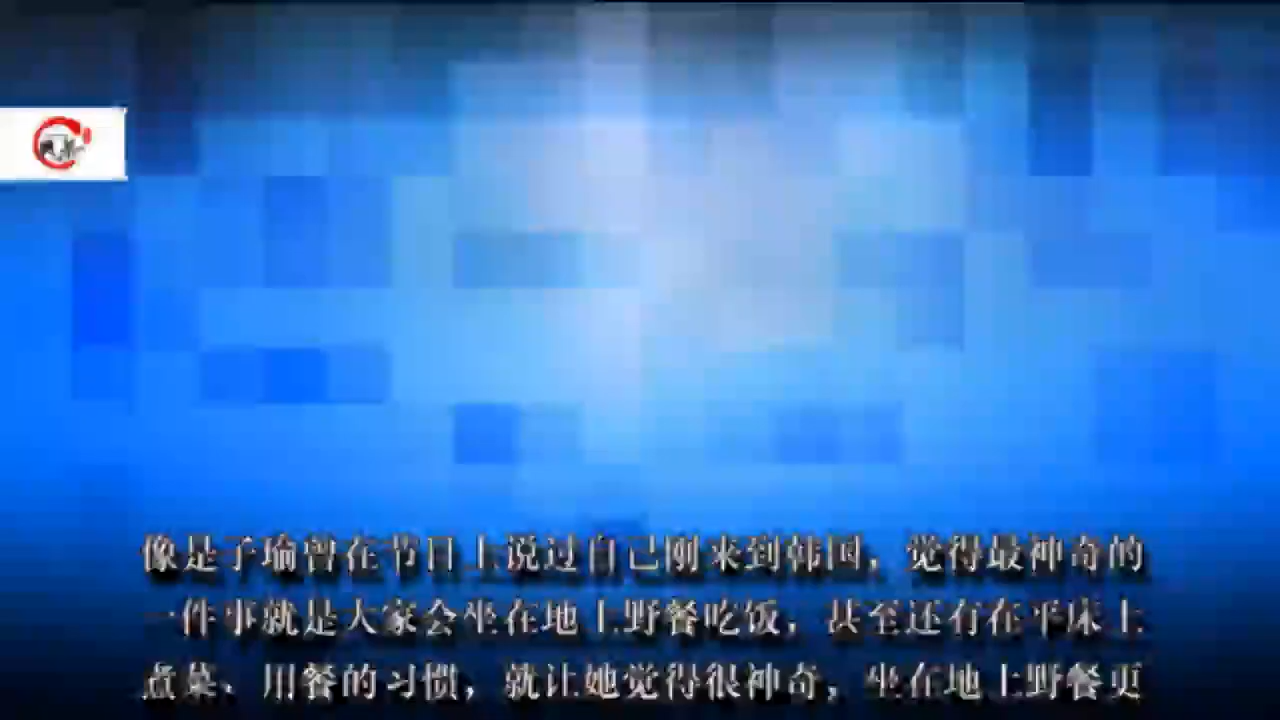 像是子瑜曾在节目上说过自己刚来到韩国，觉得最神奇的
一件事就是大家会坐在地上野餐吃饭，甚至还有在平床上
煮菜、用餐的习惯，就让她觉得很神奇，坐在地上野餐更